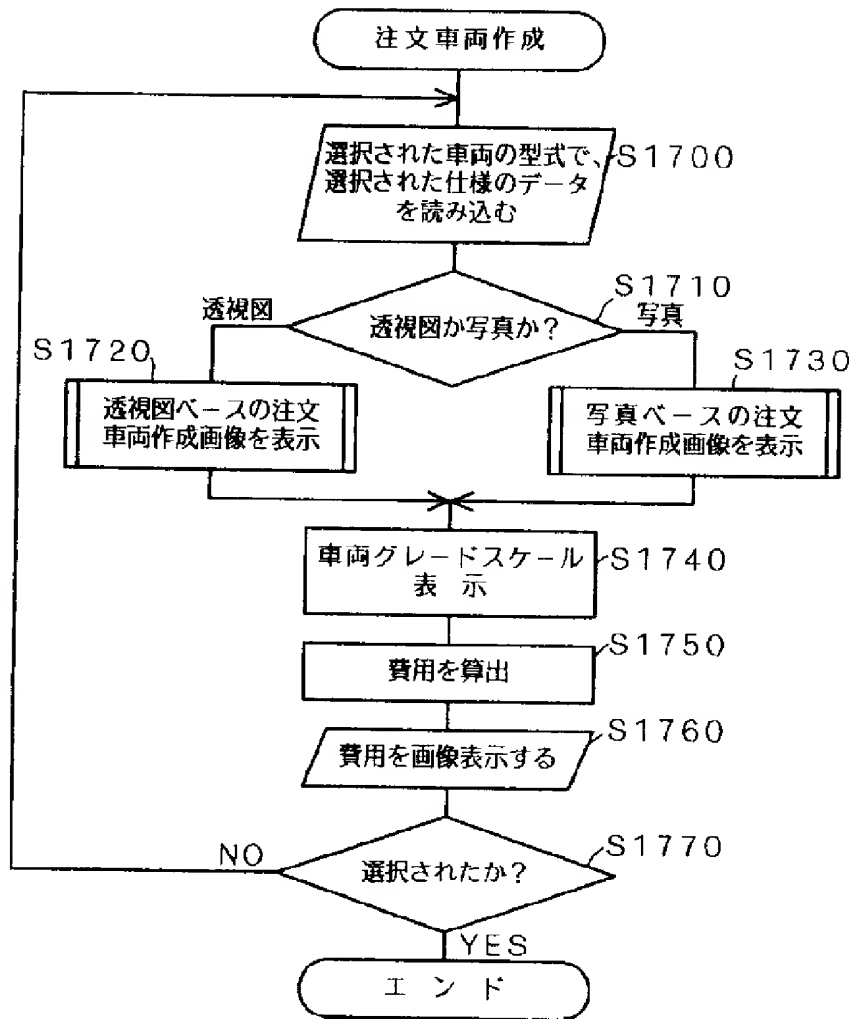 注文車両作成
選択された車両の型式で、
選択された仕様のデータ
を読み込む
S1700
S1710
透視図
透視図か写真か？
写真
S1720
S1730
透視図ベースの注文
車両作成画像を表示
写真ベースの注文
車両作成画像を表示
車両グレードスケール
表示
S1740
S1750
費用を算出
S1760
費用を画像表示する
S1770
NO
選択されたか？
YES
エンド